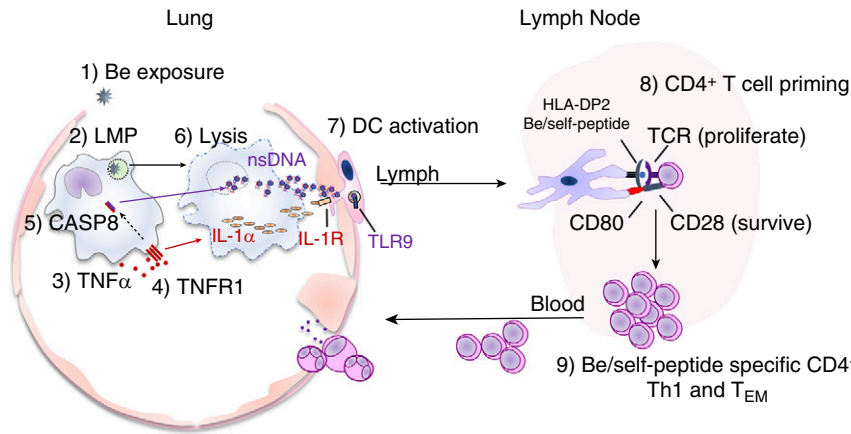 Lung
Lymph Node
1) Be exposure
8) CD4+ T cell priming
HLA-DP2
Be/self-peptide
2) LMP
6) Lysis
7) DC activation
nsDNA
TCR (proliferate)
Lymph
5) CASP8
IL-1α
IL-1R
TLR9
CD80
CD28 (survive)
3) TNFα
4) TNFR1
Blood
9) Be/self-peptide specific CD4+
Th1 and TEM